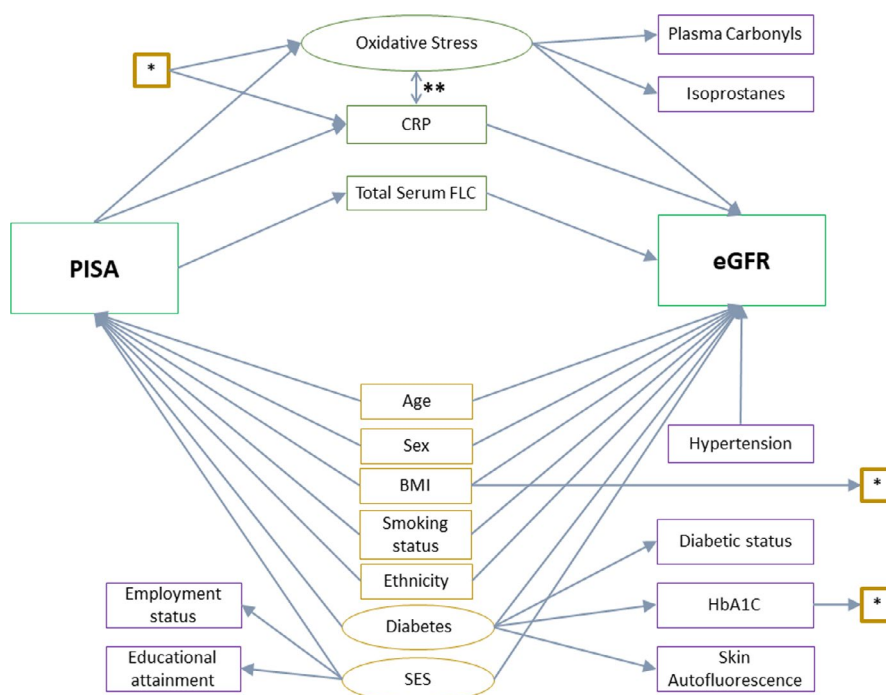 Oxidative Stress
Plasma Carbonyls
*
**
Isoprostanes
CRP
Total Serum FLC
PISA
eGFR
Age
Sex
Hypertension
BMI
*
Smoking
status
Diabetic status
Ethnicity
Employment
status
HbA1C
*
Diabetes
Educational
attainment
SES
Skin
Autofluorescence